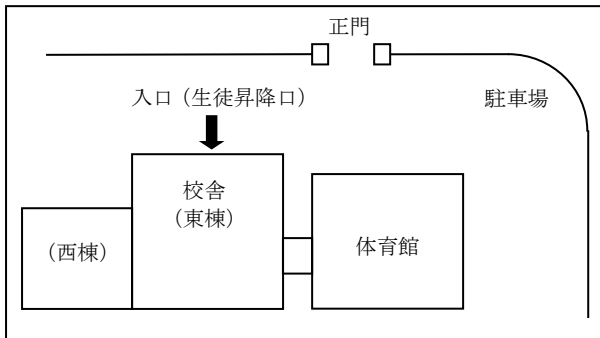 正門
入口（生徒昇降口）
駐車場
校舎
（東棟）
（西棟）
体育館